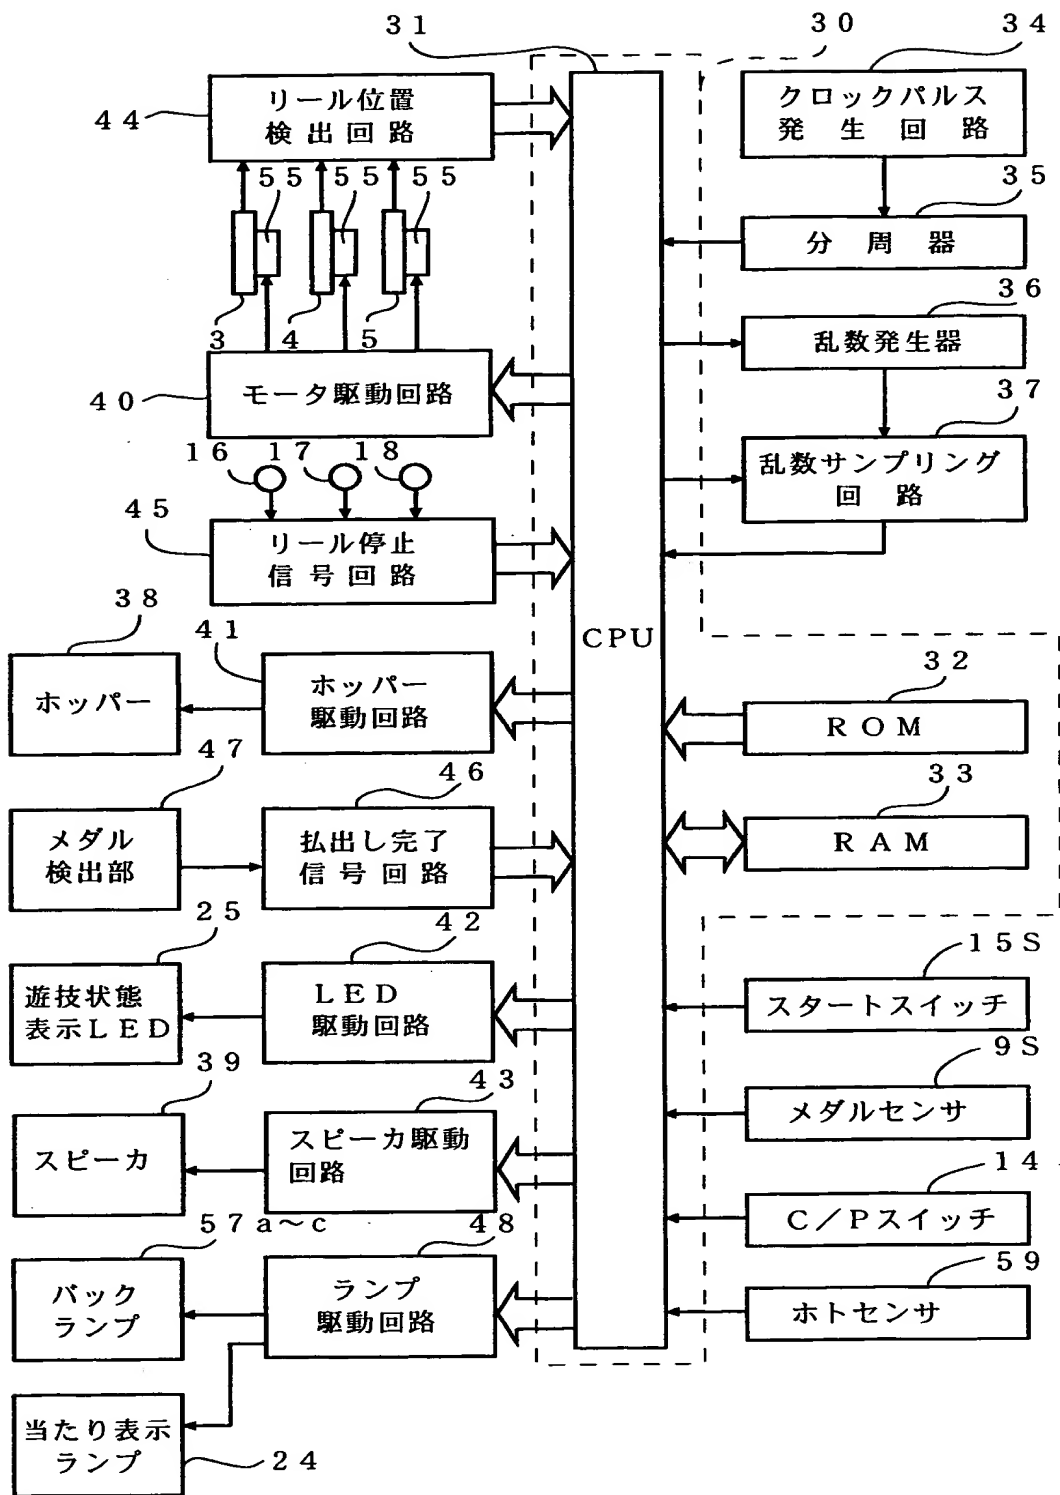 31
30
34
リール位置
検出回路
44
クロックパルス
発生回路
55
55
55
35
分周器
3
4
5
36
乱数発生器
モータ駆動回路
40
37
乱数サンプリング
回路
16
17
18
45
リール停止
信号回路
38
41
CPU
ホッパー
ホッパー
駆動回路
32
ROM
47
46
33
メダル
検出部
払出し完了
信号回路
RAM
25
42
15S
遊技状態
表示LED
LED
駆動回路
スタートスイッチ
39
43
9S
メダルセンサ
スピーカ
スピーカ駆動
回路
14
C/Pスイッチ
57a~c
48
59
バック
ランプ
ランプ
駆動回路
ホトセンサ
当たり表示
ランプ
24